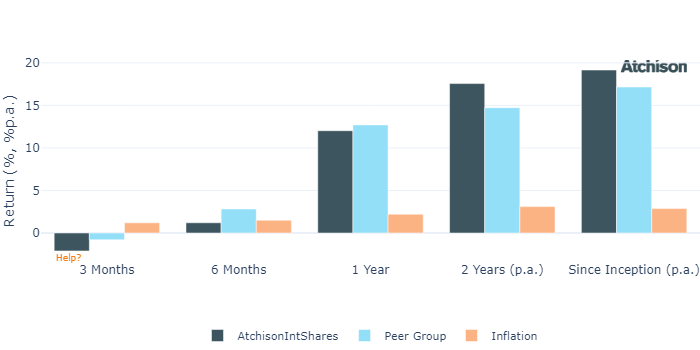 Atchison
20
15
10
5
0
Return (%, %p.a.)
Help?
3 Months
6 Months
1 Year
2 Years (p.a.)
Since Inception (p.a.)
AtchisonIntShares
Peer Group
Inflation